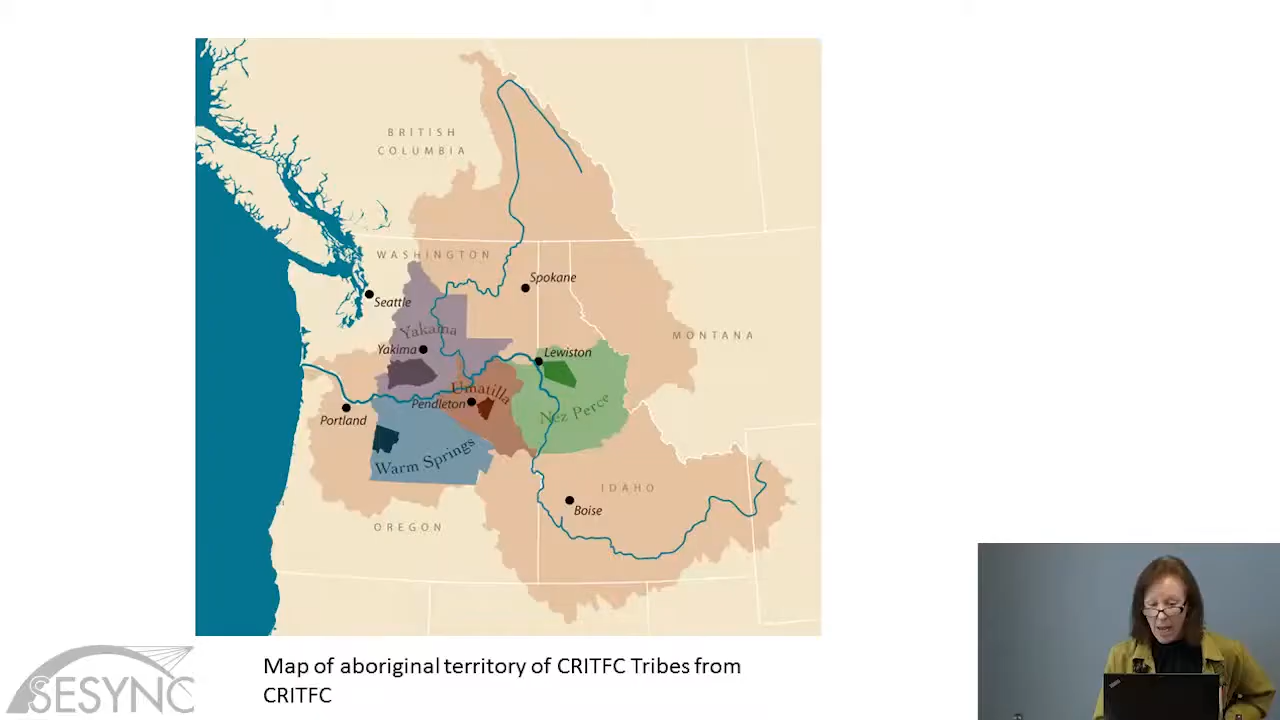 BRITISH
COLUMBIA
WASHINGTON
Spokane
Seattle
Yakama
MONTANA
Yakima
Lewiston
Umatilla
Pendleton
Nez Perce
Portland
Warm Springs
IDAHO
Boise
OREGON
SESYNC
Map of aboriginal territory of CRITFC Tribes from
CRITFC